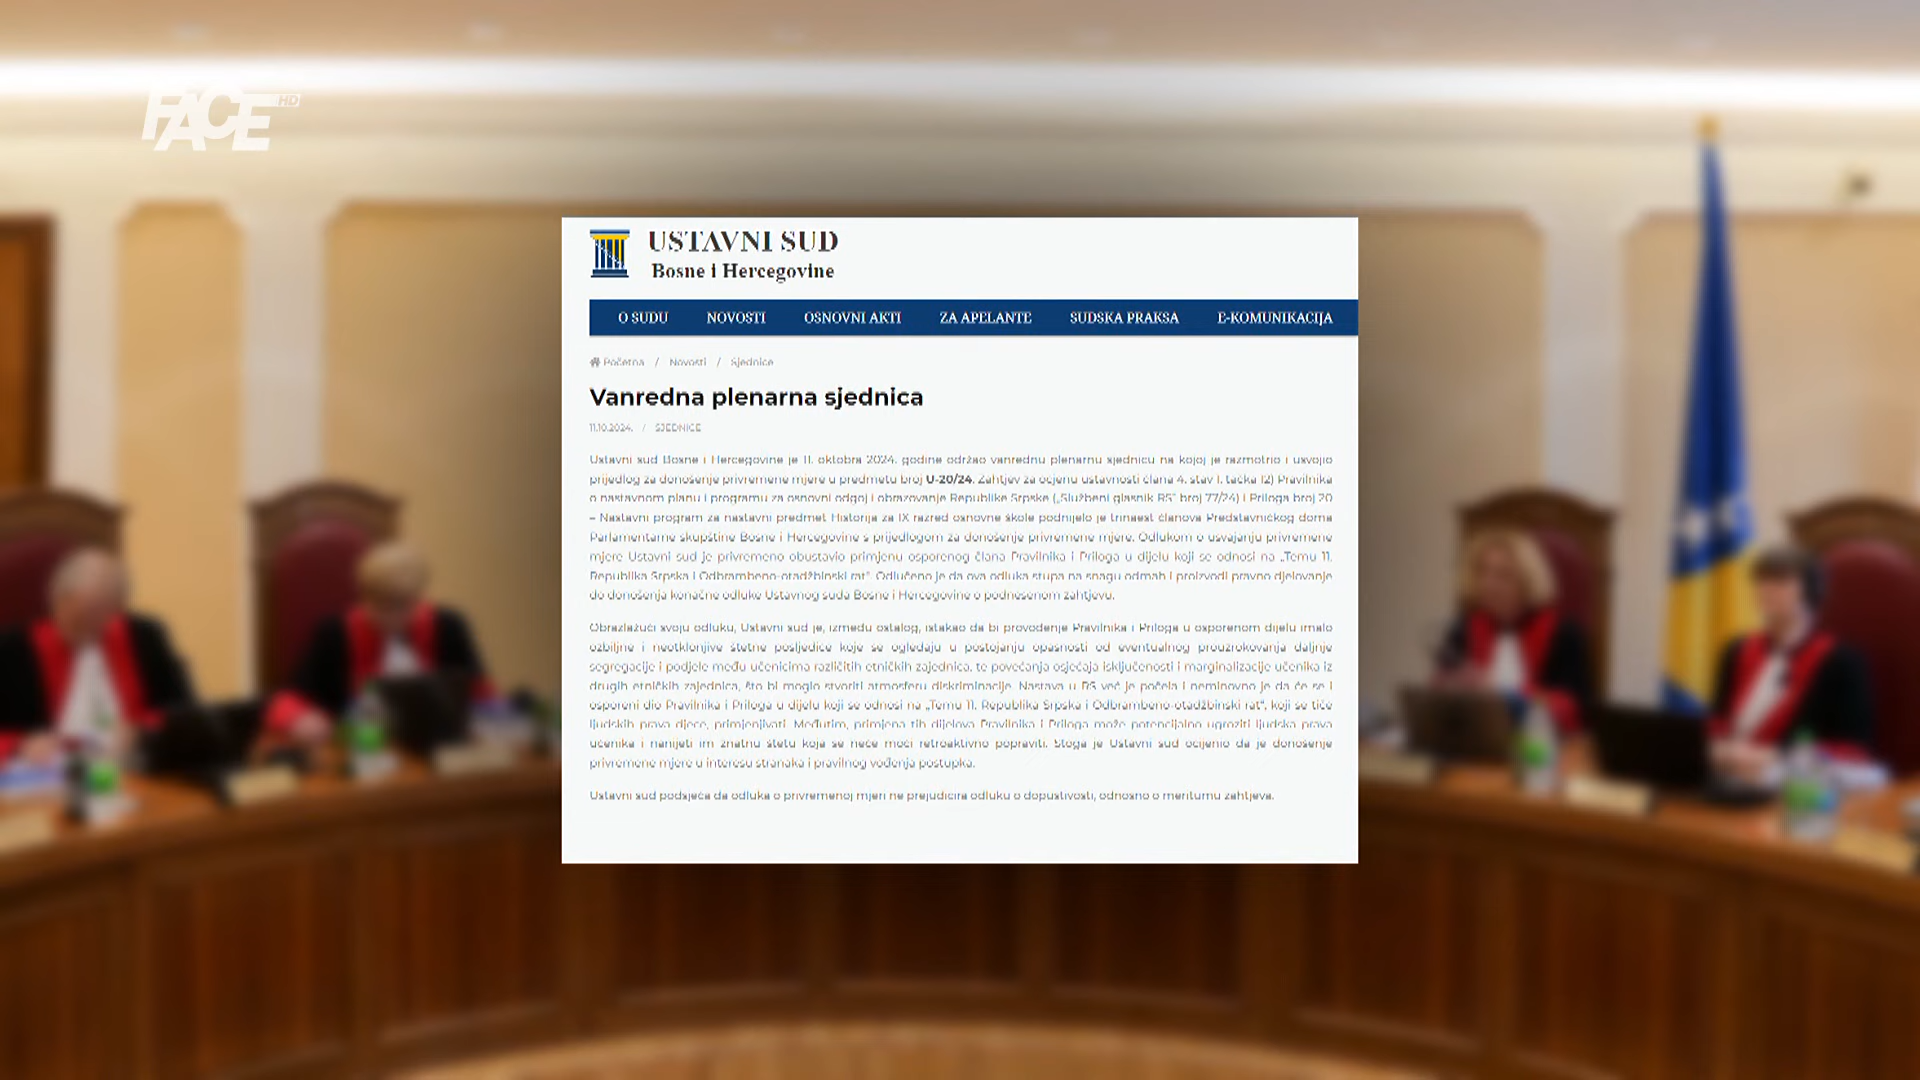 FACE HD
USTAVNI SUD
Bosne i Hercegovine
O SUDU NOVOSTI OSNOVNI AKTI ZA APELANTE SUDSKA PRAKSA E-KOMUNIKACIJA
Početna / Novosti / Sjednice
Vanredna plenarna sjednica
11.10.2024. / SJEDNICE
Ustavni sud Bosne i Hercegovine je 11. oktobra 2024. godine održao vanrednu plenarnu sjednicu na kojoj je razmotrio i usvojio
prijedlog za donošenje privremene mjere u predmetu broj U-20/24. Zahtjev za ocjenu ustavnosti člana 4. stav 1. tačka 12) Pravilnika
o nastavnom planu i programu za osnovni odgoj i obrazovanje Republike Srpske („Službeni glasnik RS“ broj 77/24) i Priloga broj 20
– Nastavni program za nastavni predmet Historija za IX razred osnovne škole podnijelo je trinaest članova Predstavničkog doma
Parlamentarne skupštine Bosne i Hercegovine s prijedlogom za donošenje privremene mjere. Odlukom o usvajanju privremene
mjere Ustavni sud je privremeno obustavio primjenu osporenog člana Pravilnika i Priloga u dijelu koji se odnosi na „Temu 11.
Republika Srpska i Odbrambeno-otadžbinski rat“. Odlučeno je da ova odluka stupa na snagu odmah i proizvodi pravno djelovanje
do donošenja konačne odluke Ustavnog suda Bosne i Hercegovine o podnesenom zahtjevu.
Obrazlažući svoju odluku, Ustavni sud je, između ostalog, istakao da bi provođenje Pravilnika i Priloga u osporenom dijelu imalo
ozbiljne i neotklonjive štetne posljedice koje se ogledaju u postojanju opasnosti od eventualnog prouzrokovanja daljnje
segregacije i podjele među učenicima različitih etničkih zajednica, te povećanja osjećaja isključenosti i marginalizacije učenika iz
drugih etničkih zajednica, što bi moglo stvoriti atmosferu diskriminacije. Nastava u RS već je počela i neminovno je da će se i
osporeni dio Pravilnika i Priloga u dijelu koji se odnosi na „Temu 11. Republika Srpska i Odbrambeno-otadžbinski rat“, koji se tiče
ljudskih prava djece, primjenjivati. Međutim, primjena tih dijelova Pravilnika i Priloga može potencijalno ugroziti ljudska prava
učenika i nanijeti im znatnu štetu koja se neće moći retroaktivno popraviti. Stoga je Ustavni sud ocijenio da je donošenje
privremene mjere u interesu stranaka i pravilnog vođenja postupka.
Ustavni sud podsjeća da odluka o privremenoj mjeri ne prejudicira odluku o dopustivosti, odnosno o meritumu zahtjeva.